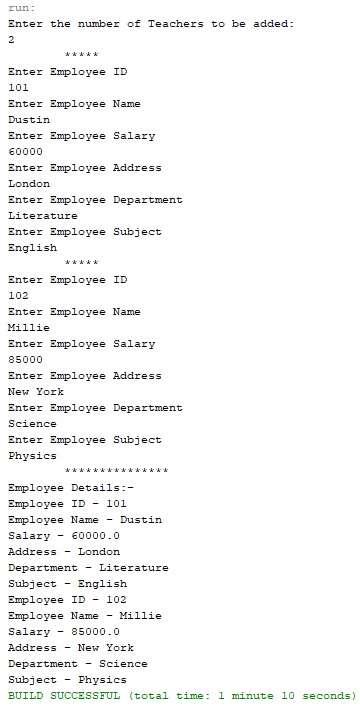 run:
Enter the number of Teachers to be added:
2
*****
Enter Employee ID
101
Enter Employee Name
Dustin
Enter Employee Salary
60000
Enter Employee Address
London
Enter Employee Department
Literature
Enter Employee Subject
English
*****
Enter Employee ID
102
Enter Employee Name
Millie
Enter Employee Salary
85000
Enter Employee Address
New York
Enter Employee Department
Science
Enter Employee Subject
Physics
***************
Employee Details:-
Employee ID - 101
Employee Name - Dustin
Salary - 60000.0
Address - London
Department - Literature
Subject - English
Employee ID - 102
Employee Name - Millie
Salary - 85000.0
Address - New York
Department - Science
Subject - Physics
BUILD SUCCESSFUL (total time: 1 minute 10 seconds)